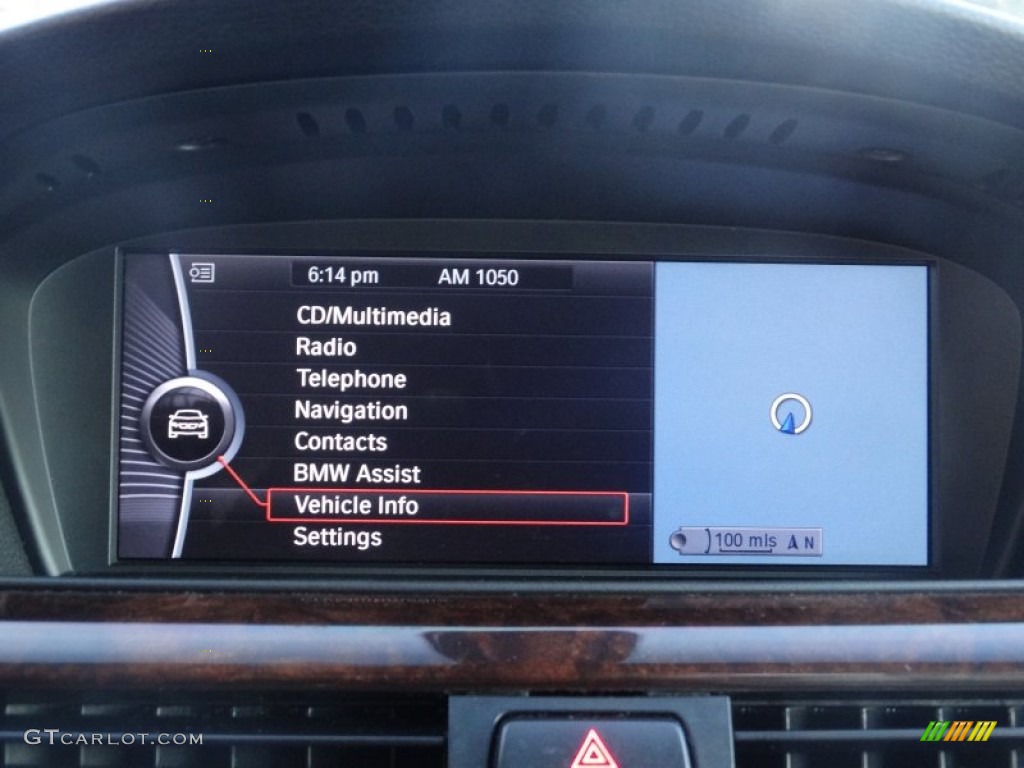 6:14 pm AM 1050
CD/Multimedia
Radio
Telephone
Navigation
Contacts
BMW Assist
Vehicle Info
Settings
100 mls N
GTCARLOT.COM